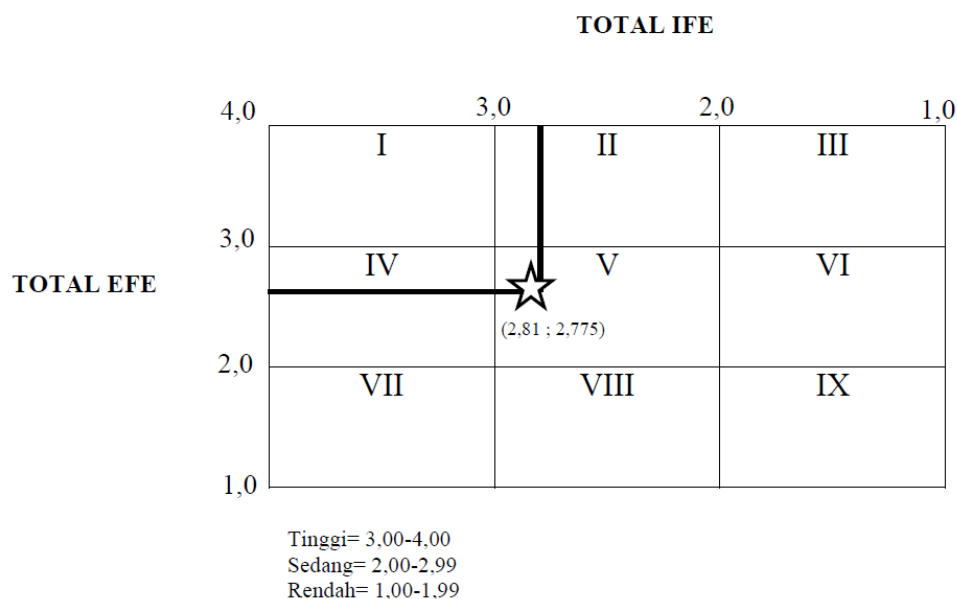 TOTAL IFE
4,0 3,0 2,0 1,0
I II III
3,0
IV V VI
TOTAL EFE
(2,81 ; 2,775)
2,0
VII VIII IX
1,0
Tinggi= 3,00-4,00
Sedang= 2,00-2,99
Rendah= 1,00-1,99